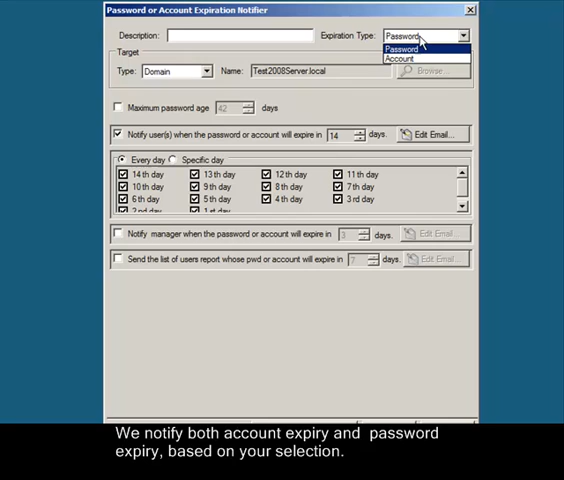 Password or Account Expiration Notifier
Description: Expiration Type: Password
Password
Account
Target
Type: Domain Name: Test2008Server.local Browse...
Maximum password age 42 days
Notify user(s) when the password or account will expire in 14 days. Edit Email...
Every day Specific day
14 th day 13 th day 12 th day 11 th day
10 th day 9 th day 8 th day 7 th day
6 th day 5 th day 4 th day 3 rd day
2 nd day 1 st day
Notify manager when the password or account will expire in 3 days. Edit Email...
Send the list of users report whose pwd or account will expire in 7 days. Edit Email...
We notify both account expiry and password
expiry, based on your selection.